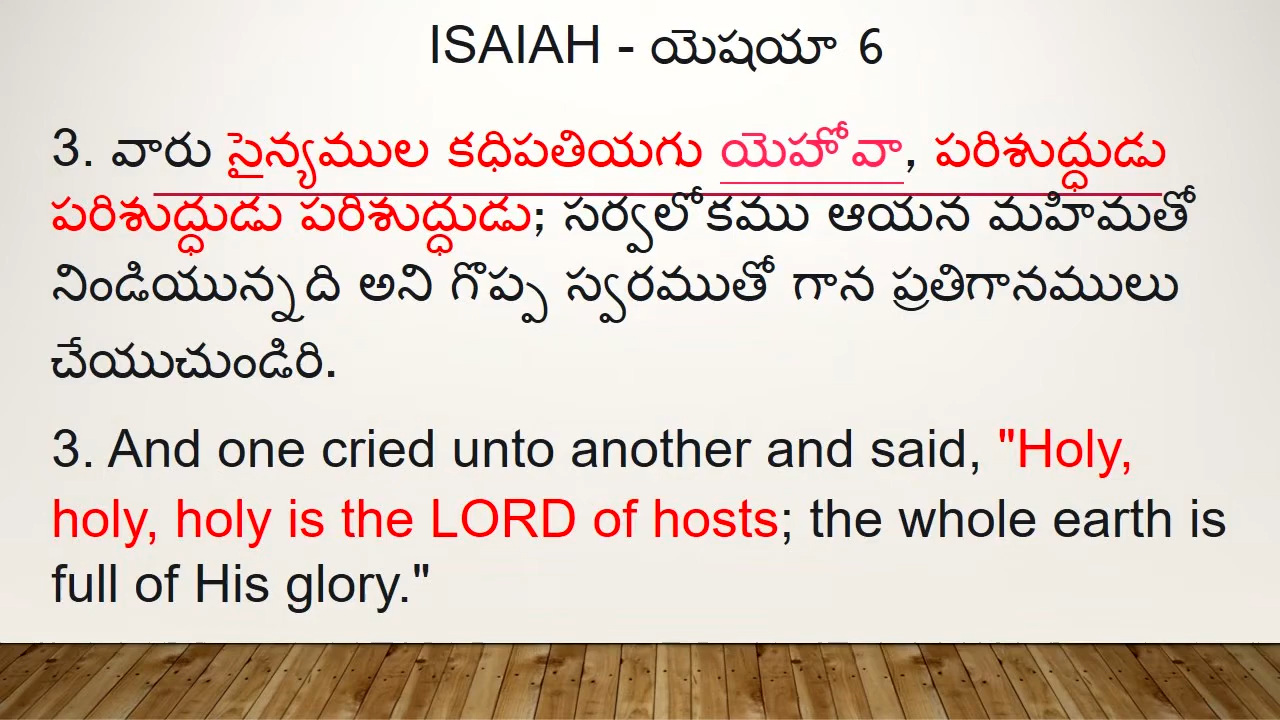 ISAIAH - యెషయా 6
3. వారు సైన్యముల కధిపతియగు యెహోవా, పరిశుద్ధుడు
పరిశుద్ధుడు పరిశుద్ధుడు; సర్వలోకము ఆయన మహిమతో
నిండియున్నది అని గొప్ప స్వరముతో గాన ప్రతిగానములు
చేయుచుండిరి.
3. And one cried unto another and said, "Holy,
holy, holy is the LORD of hosts; the whole earth is
full of His glory."